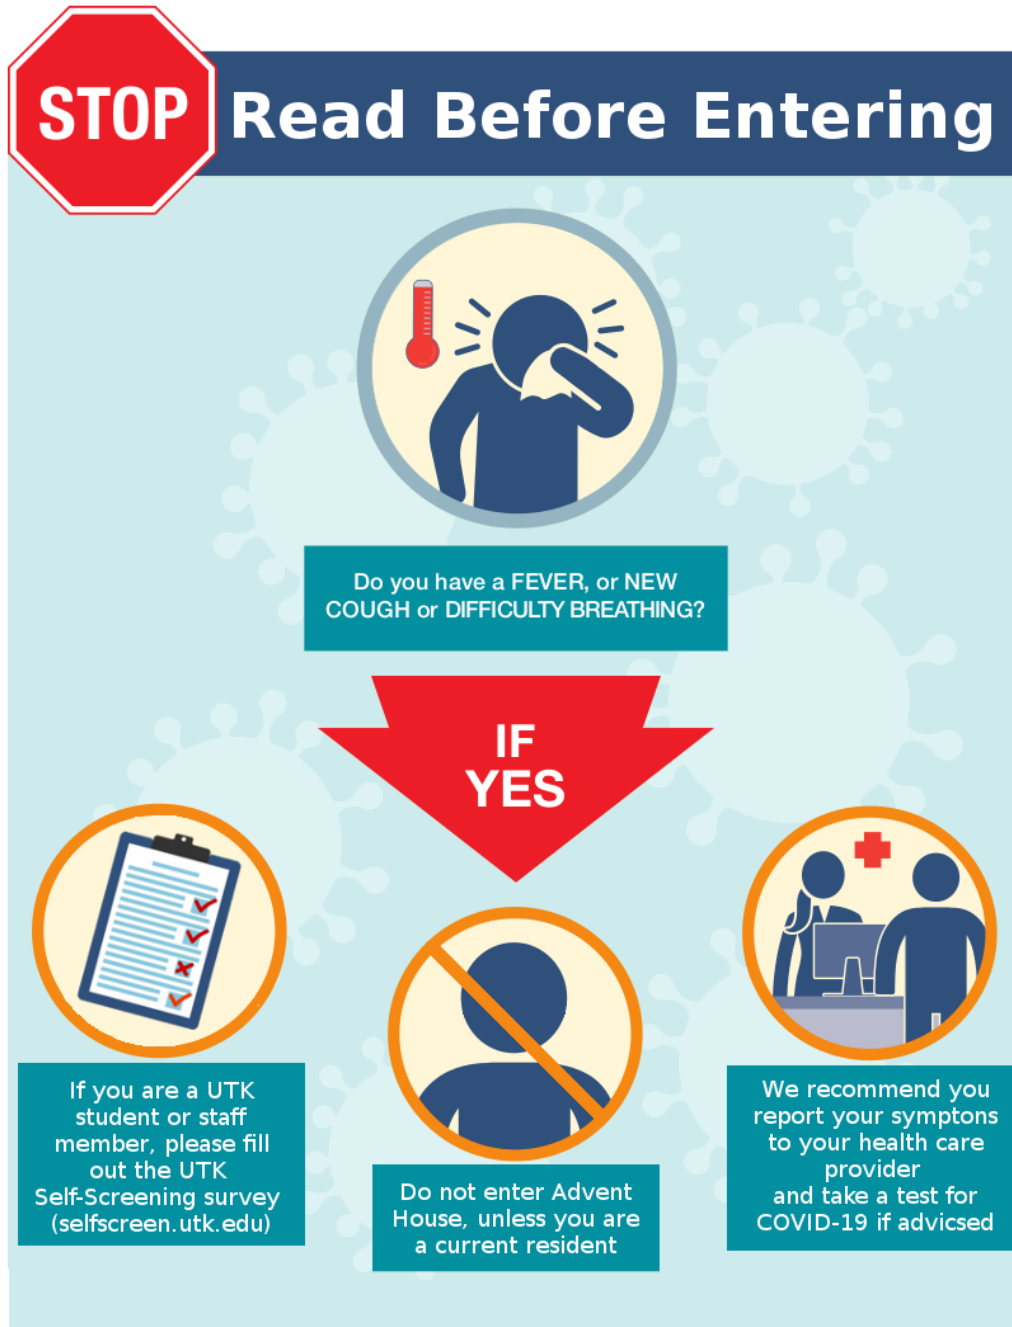 STOP
Read Before Entering
Do you have a FEVER, or NEW
COUGH or DIFFICULTY BREATHING?
IF
YES
If you are a UTK
student or staff
member, please fill
out the UTK
Self-Screening survey
(selfscreen.utk.edu)
Do not enter Advent
House, unless you are
a current resident
We recommend you
report your symptons
to your health care
provider
and take a test for
COVID-19 if advicsed